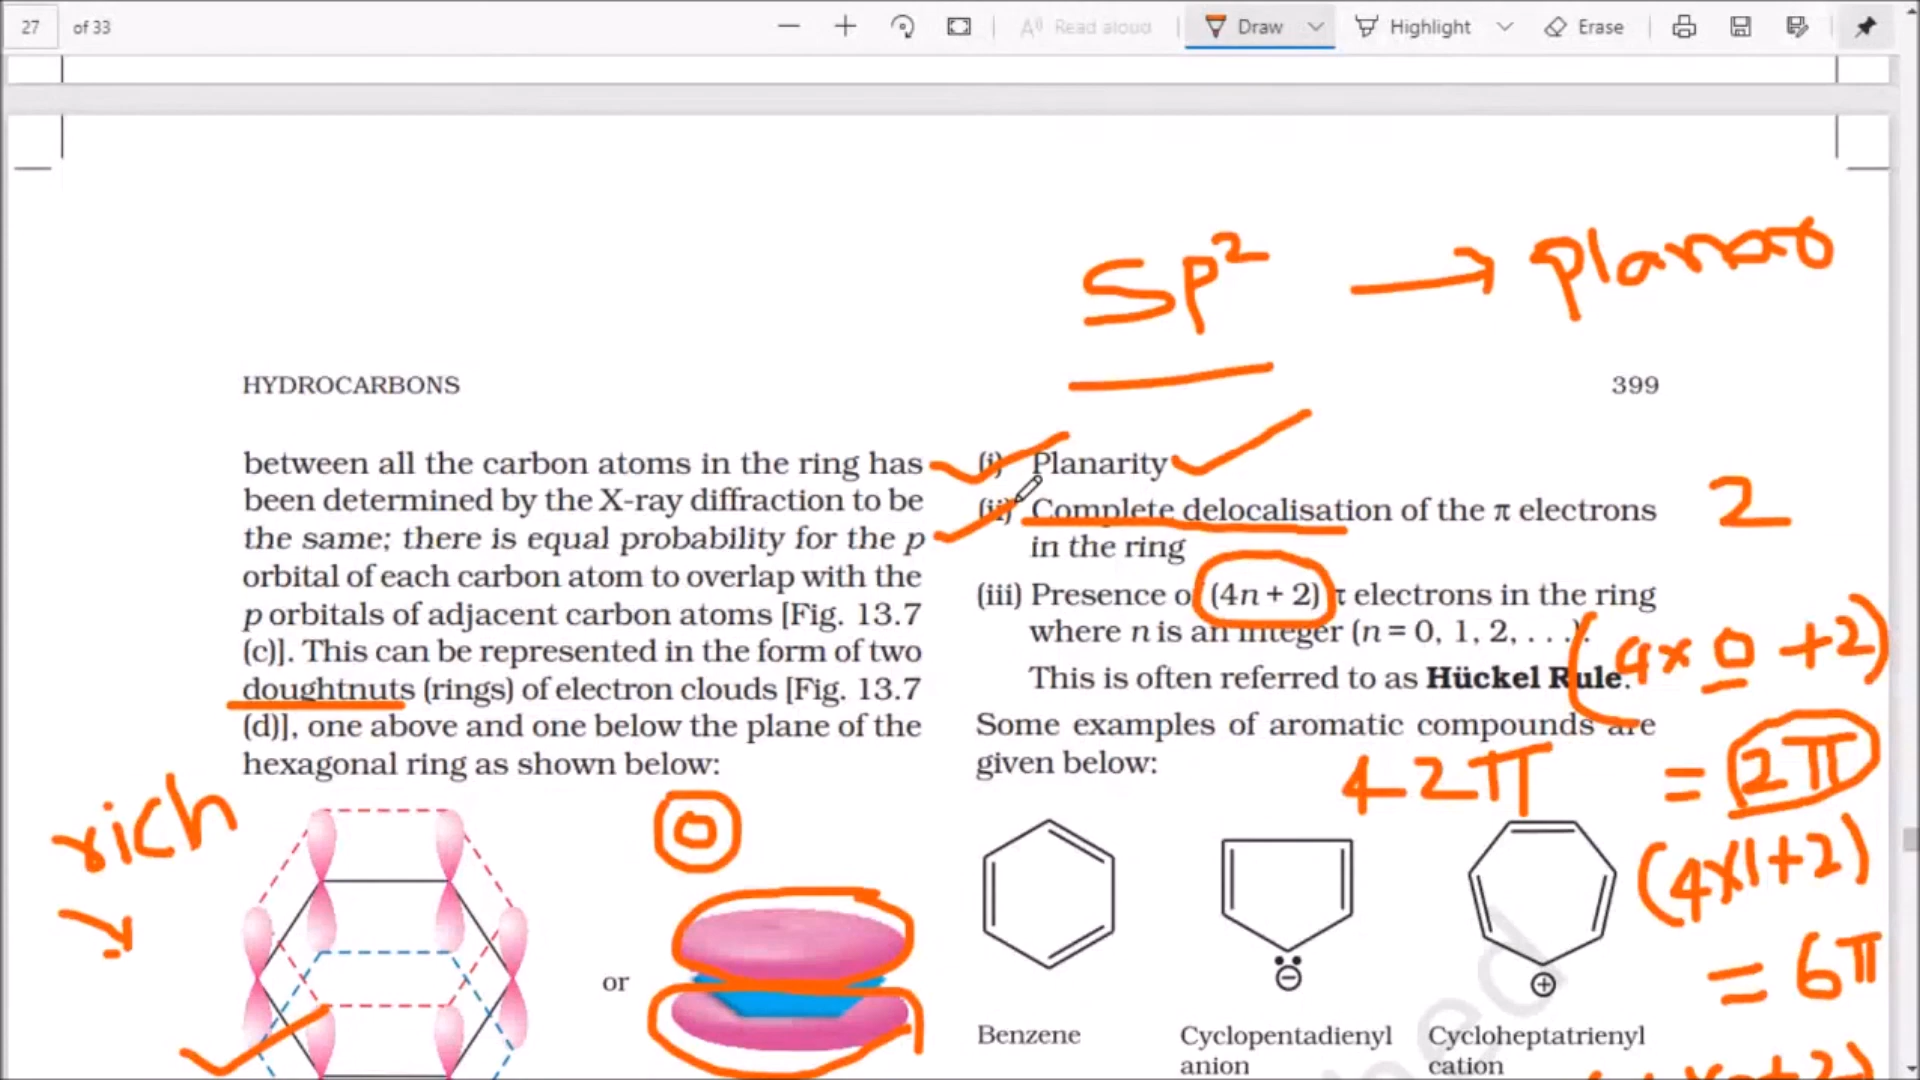 27 of 33 Read aloud Draw Highlight Erase
sp² → planar
HYDROCARBONS
399
between all the carbon atoms in the ring has
been determined by the X-ray diffraction to be
the same; there is equal probability for the p
orbital of each carbon atom to overlap with the
p orbitals of adjacent carbon atoms [Fig. 13.7
(c)]. This can be represented in the form of two
doughtnuts (rings) of electron clouds [Fig. 13.7
(d)], one above and one below the plane of the
hexagonal ring as shown below:
rich
or
(i) Planarity
(ii) Complete delocalisation of the π electrons
in the ring
2
(iii) Presence of (4n + 2) π electrons in the ring
where n is an integer (n = 0, 1, 2, . . .).
This is often referred to as Hückel Rule.
(4×0+2)
= 2π
Some examples of aromatic compounds are
given below:
42π
(4×1+2)
= 6π
Benzene
Cyclopentadienyl
anion
Cycloheptatrienyl
cation